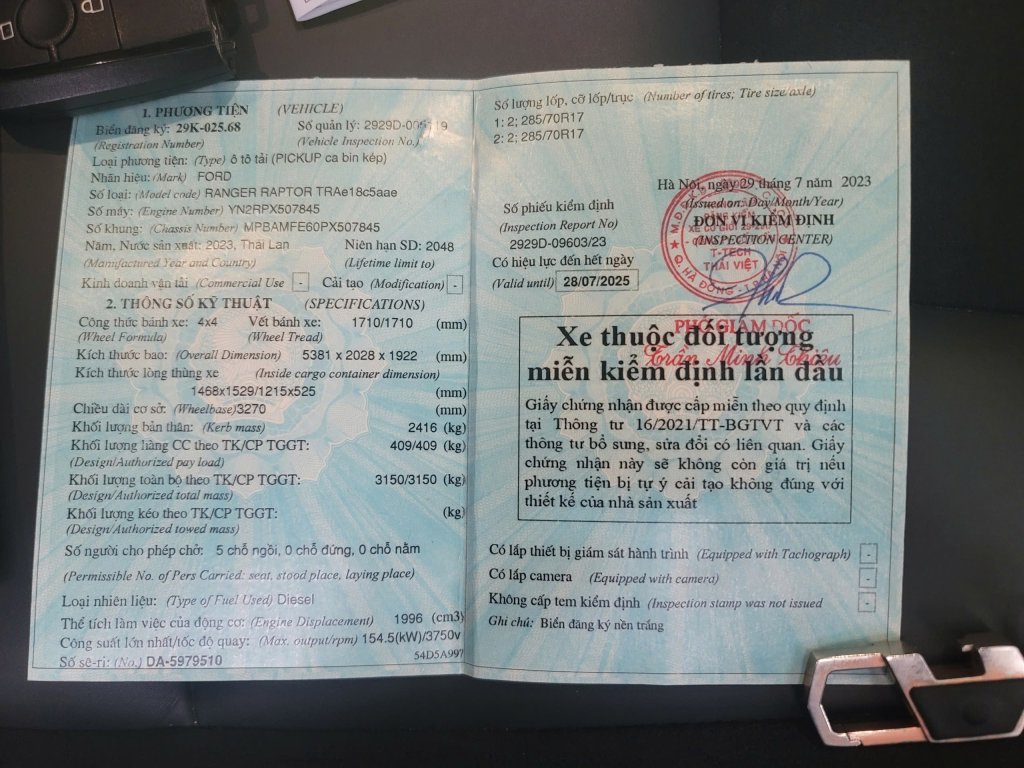 1. PHƯƠNG TIỆN (VEHICLE)
Biển đăng ký: 29K-025.68 Số quản lý: 2929D-
(Registration Number) (Vehicle Inspection No.)
Loại phương tiện: (Type) ô tô tải (PICKUP ca bin kép)
Nhãn hiệu: (Mark) FORD
Số loại: (Model code) RANGER RAPTOR TRAe18c5aae
Số máy: (Engine Number) YN2RPX507845
Số khung: (Chassis Number) MPBAMFE60PX507845
Năm, Nước sản xuất: 2023, Thái Lan Niên hạn SD: 2048
(Manufactured Year and Country) (Lifetime limit to)
Kinh doanh vận tải (Commercial Use - Cải tạo (Modification) -
2. THÔNG SỐ KỸ THUẬT (SPECIFICATIONS)
Công thức bánh xe: 4x4 Vết bánh xe: 1710/1710 (mm)
(Wheel Formula) (Wheel Tread)
Kích thước bao: (Overall Dimension) 5381 x 2028 x 1922 (mm)
Kích thước lòng thùng xe (Inside cargo container dimension)
1468x1529/1215x525 (mm)
Chiều dài cơ sở: (Wheelbase)3270 (mm)
Khối lượng bản thân: (Kerb mass) 2416 (kg)
Khối lượng hàng CC theo TK/CP TGGT: 409/409 (kg)
(Design/Authorized pay load)
Khối lượng toàn bộ theo TK/CP TGGT: 3150/3150 (kg)
(Design/Authorized total mass)
Khối lượng kéo theo TK/CP TGGT: (kg)
(Design/Authorized towed mass)
Số người cho phép chở: 5 chỗ ngồi, 0 chỗ đứng, 0 chỗ nằm
(Permissible No. of Pers Carried: seat, stood place, laying place)
Loại nhiên liệu: (Type of Fuel Used) Diesel
Thể tích làm việc của động cơ: (Engine Displacement) 1996 (cm3)
Công suất lớn nhất/tốc độ quay: (Max. output/rpm) 154.5(kW)/3750v
Số sê-ri: (No.) DA-5979510 54D5A997
Số lượng lốp, cỡ lốp/trục (Number of tires; Tire size/axle)
1: 2; 285/70R17
2: 2; 285/70R17
Hà Nội, ngày 29 tháng 7 năm 2023
(Issued on: Day/Month/Year)
Số phiếu kiểm định ĐƠN VỊ KIỂM ĐỊNH
(Inspection Report No) (INSPECTION CENTER)
2929D-09603/23
T-TECH
THÁI VIỆT
Q. HÀ ĐÔNG
Có hiệu lực đến hết ngày
(Valid until) 28/07/2025
PHÓ GIÁM ĐỐC
Trần Minh Chiêu
Xe thuộc đối tượng
miễn kiểm định lần đầu
Giấy chứng nhận được cấp miễn theo quy định
tại Thông tư 16/2021/TT-BGTVT và các
thông tư bổ sung, sửa đổi có liên quan. Giấy
chứng nhận này sẽ không còn giá trị nếu
phương tiện bị tự ý cải tạo không đúng với
thiết kế của nhà sản xuất
Có lắp thiết bị giám sát hành trình (Equipped with Tachograph) -
Có lắp camera (Equipped with camera) -
Không cấp tem kiểm định (Inspection stamp was not issued -
Ghi chú: Biển đăng ký nền trắng